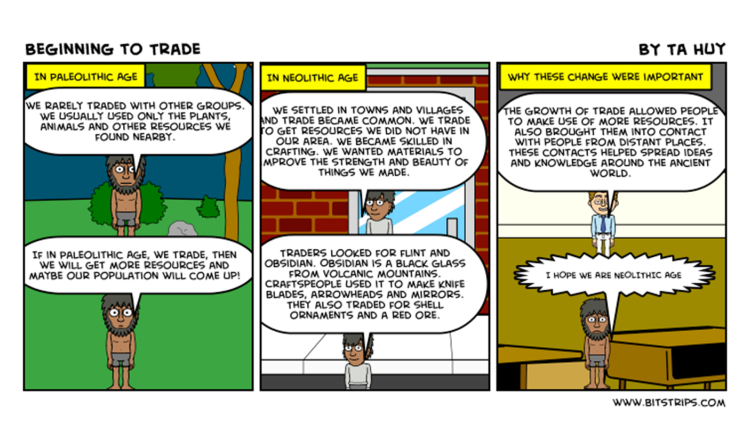 BEGINNING TO TRADE
BY TA HUY
IN PALEOLITHIC AGE
WE RARELY TRADED WITH OTHER GROUPS.
WE USUALLY USED ONLY THE PLANTS,
ANIMALS AND OTHER RESOURCES WE
FOUND NEARBY.
IF IN PALEOLITHIC AGE, WE TRADE, THEN
WE WILL GET MORE RESOURCES AND
MATBE OUR POPULATION WILL COME UP!
IN NEOLITHIC AGE
WE SETTLED IN TOWNS AND VILLAGES
AND TRADE BECAME COMMON. WE TRADE
TO GET RESOURCES WE DID NOT HAVE IN
OUR AREA. WE BECAME SKILLED IN
CRAFTING. WE WANTED MATERIALS TO
IMPROVE THE STRENGTH AND BEAUTY OF
THINGS WE MADE.
TRADERS LOOKED FOR FLINT AND
OBSIDIAN. OBSIDIAN IS A BLACK GLASS
FROM VOLCANIC MOUNTAINS.
CRAFTSPEOPLE USED IT TO MAKE KNIFE
BLADES, ARROWHEADS AND MIRRORS.
THEY ALSO TRADED FOR SHELL
ORNAMENTS AND A RED ORE.
WHY THESE CHANGE WERE IMPORTANT
THE GROWTH OF TRADE ALLOWED PEOPLE
TO MAKE USE OF MORE RESOURCES. IT
ALSO BROUGHT THEM INTO CONTACT
WITH PEOPLE FROM DISTANT PLACES.
THESE CONTACTS HELPED SPREAD IDEAS
AND KNOWLEDGE AROUND THE ANCIENT
WORLD.
I HOPE WE ARE NEOLITHIC AGE
WWW.BITSTRIPS.COM